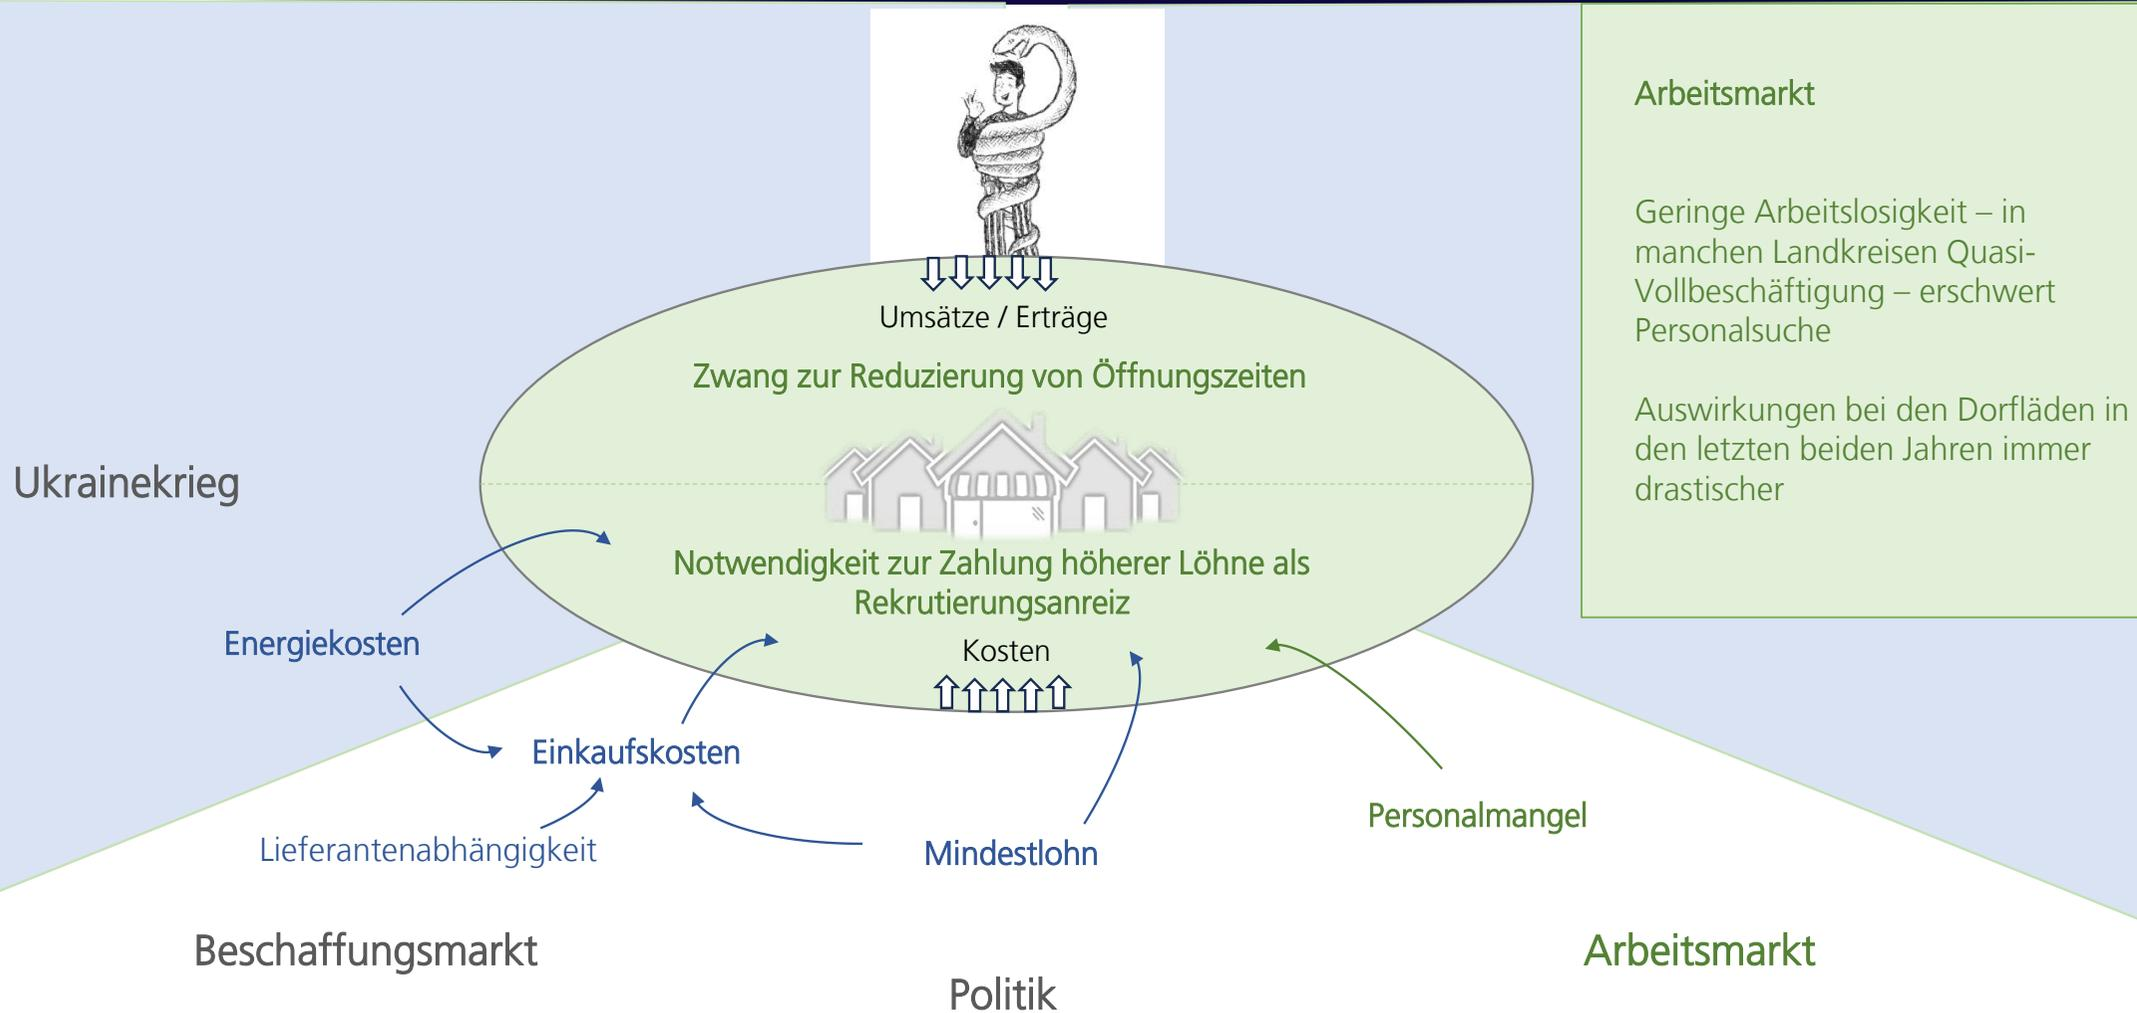 Arbeitsmarkt
Geringe Arbeitslosigkeit – in
manchen Landkreisen Quasi-
Vollbeschäftigung – erschwert
Personalsuche
Auswirkungen bei den Dorfläden in
den letzten beiden Jahren immer
drastischer
Umsätze / Erträge
Zwang zur Reduzierung von Öffnungszeiten
Ukrainekrieg
Notwendigkeit zur Zahlung höherer Löhne als
Rekrutierungsanreiz
Kosten
Energiekosten
Einkaufskosten
Lieferantenabhängigkeit
Mindestlohn
Personalmangel
Beschaffungsmarkt
Politik
Arbeitsmarkt